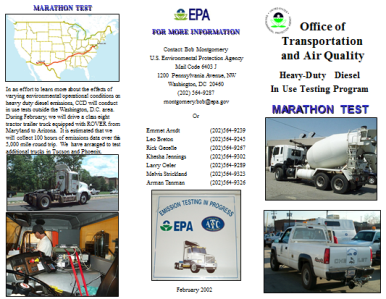 MARATHON TEST
In an effort to learn more about the effects of
varying environmental operational conditions on
heavy duty diesel emissions, CCD will conduct
in use tests outside the Washington, D.C. area.
During February, we will drive a class eight
tractor trailer truck equipped with ROVER from
Maryland to Arizona. It is estimated that we
will collect 100 hours of emissions data over the
5,000 mile round trip. We have arranged to test
additional trucks in Tucson and Phoenix.
EPA
FOR MORE INFORMATION
Contact Bob Montgomery
U.S. Environmental Protection Agency
Mail Code 6403 J
1200 Pennsylvania Avenue, NW
Washington, DC 20460
(202) 564-9287
montgomery.bob@epa.gov
Or
Emmet Arndt (202)564-9239
Leo Breton (202)564-9243
Rick Gezelle (202)564-9267
Khesha Jennings (202)564-9302
Larry Oeler (202)564-9239
Melvis Strickland (202)564-9325
Arman Tanman (202)564-9326
EMISSION TESTING IN PROGRESS
EPA
ATC
February 2002
Office of
Transportation
and Air Quality
Heavy-Duty Diesel
In Use Testing Program
MARATHON TEST